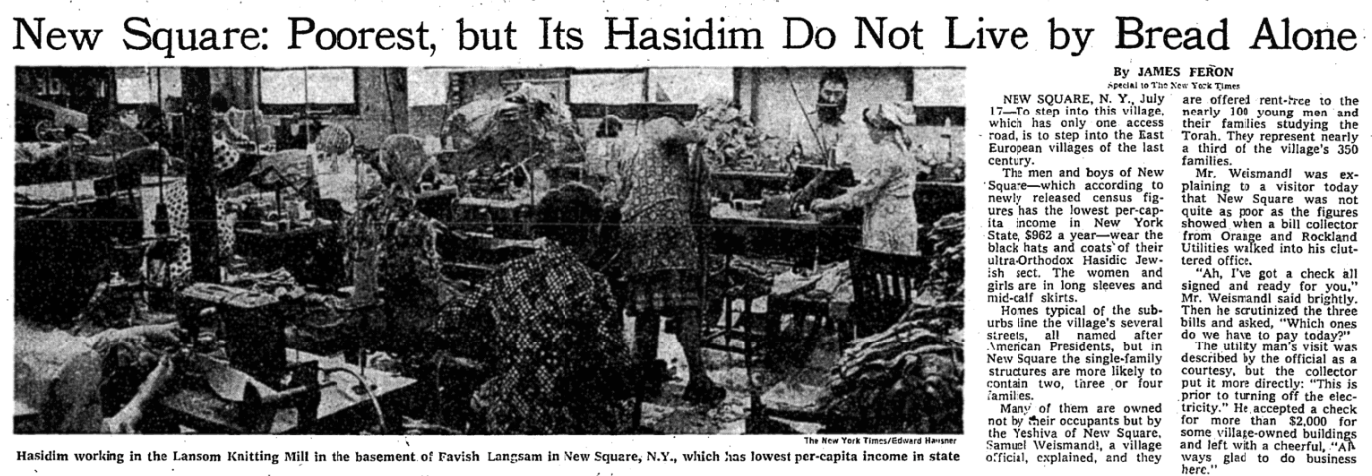 New Square: Poorest, but Its Hasidim Do Not Live by Bread Alone
By JAMES FERON
Special to The New York Times
NEW SQUARE, N. Y., July
17—To step into this village,
which has only one access
road, is to step into the East
European villages of the last
century.
The men and boys of New
Square—which according to
newly released census fig-
ures has the lowest per-cap-
ita income in New York
State, $962 a year—wear the
black hats and coats of their
ultra-Orthodox Hasidic Jew-
ish sect. The women and
girls are in long sleeves and
mid-calf skirts.
Homes typical of the sub-
urbs line the village's several
streets, all named after
American Presidents, but in
New Square the single-family
structures are more likely to
contain two, three or four
families.
Many of them are owned
not by their occupants but by
the Yeshiva of New Square,
Samuel Weismandl, a village
official, explained, and they
are offered rent-free to the
nearly 100 young men and
their families studying the
Torah. They represent nearly
a third of the village's 350
families.
Mr. Weismandl was ex-
plaining to a visitor today
that New Square was not
quite as poor as the figures
showed when a bill collector
from Orange and Rockland
Utilities walked into his clut-
tered office.
"Ah, I've got a check all
signed and ready for you,"
Mr. Weismandl said brightly.
Then he scrutinized the three
bills and asked, "Which ones
do we have to pay today?"
The utility man's visit was
described by the official as a
courtesy, but the collector
put it more directly: "This is
prior to turning off the elec-
tricity." He accepted a check
for more than $2,000 for
some village-owned buildings
and left with a cheerful, "Al-
ways glad to do business
here."
The New York Times/Edward Hausner
Hasidim working in the Lansom Knitting Mill in the basement of Favish Langsam in New Square, N.Y., which has lowest per-capita income in state